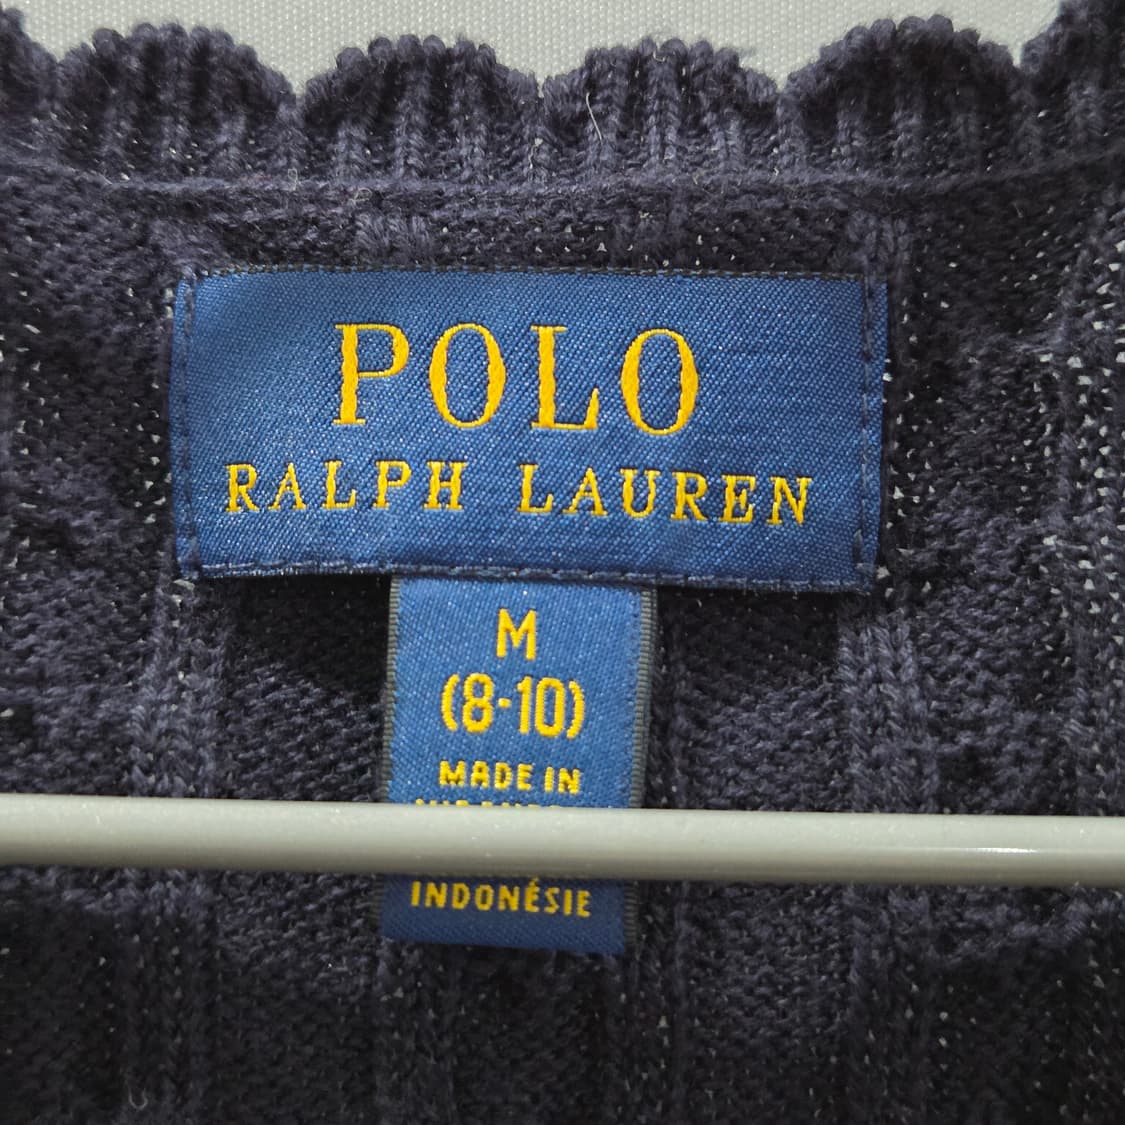 POLO
RALPH LAUREN
M
(8-10)
MADE IN
INDONÉSIE